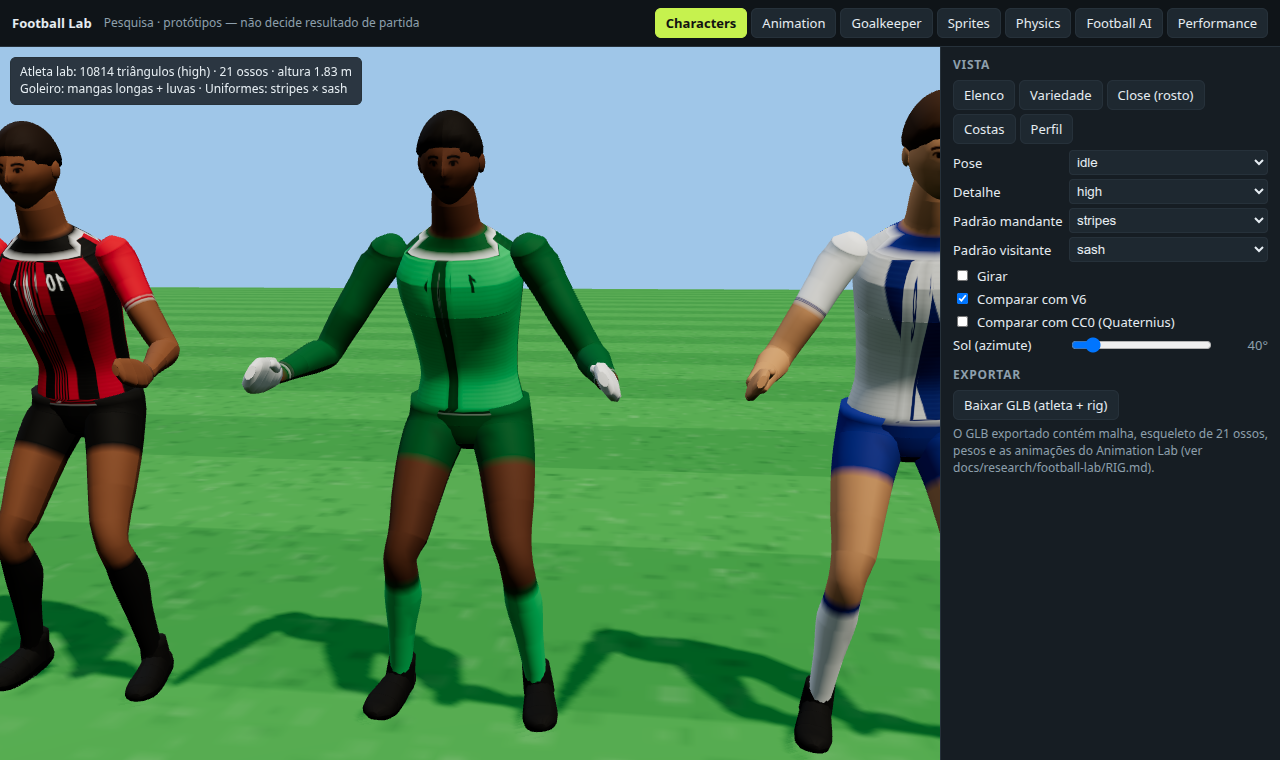 Football Lab Pesquisa · protótipos — não decide resultado de partida Characters Animation Goalkeeper Sprites Physics Football AI Performance
Atleta lab: 10814 triângulos (high) · 21 ossos · altura 1.83 m
Goleiro: mangas longas + luvas · Uniformes: stripes × sash
10
1
VISTA
Elenco Variedade Close (rosto)
Costas Perfil
Pose idle
Detalhe high
Padrão mandante stripes
Padrão visitante sash
Girar
Comparar com V6
Comparar com CC0 (Quaternius)
Sol (azimute) 40°
EXPORTAR
Baixar GLB (atleta + rig)
O GLB exportado contém malha, esqueleto de 21 ossos,
pesos e as animações do Animation Lab (ver
docs/research/football-lab/RIG.md).